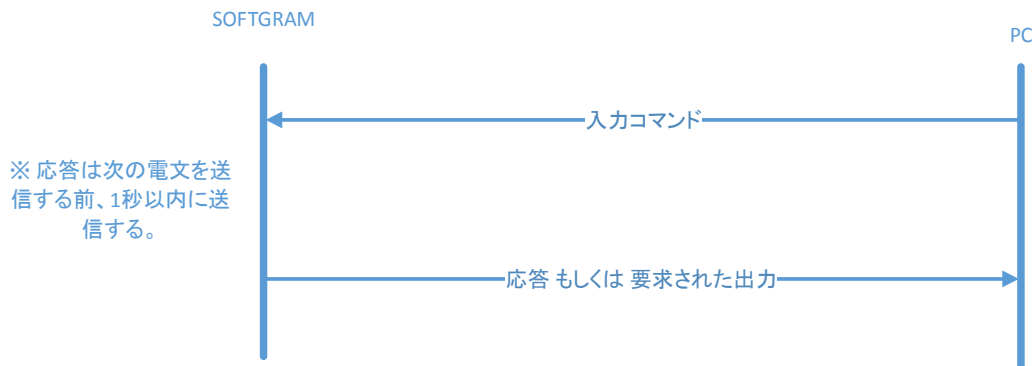 SOFTGRAM
PC
入力コマンド
※ 応答は次の電文を送
信する前、1秒以内に送
信する。
応答 もしくは 要求された出力